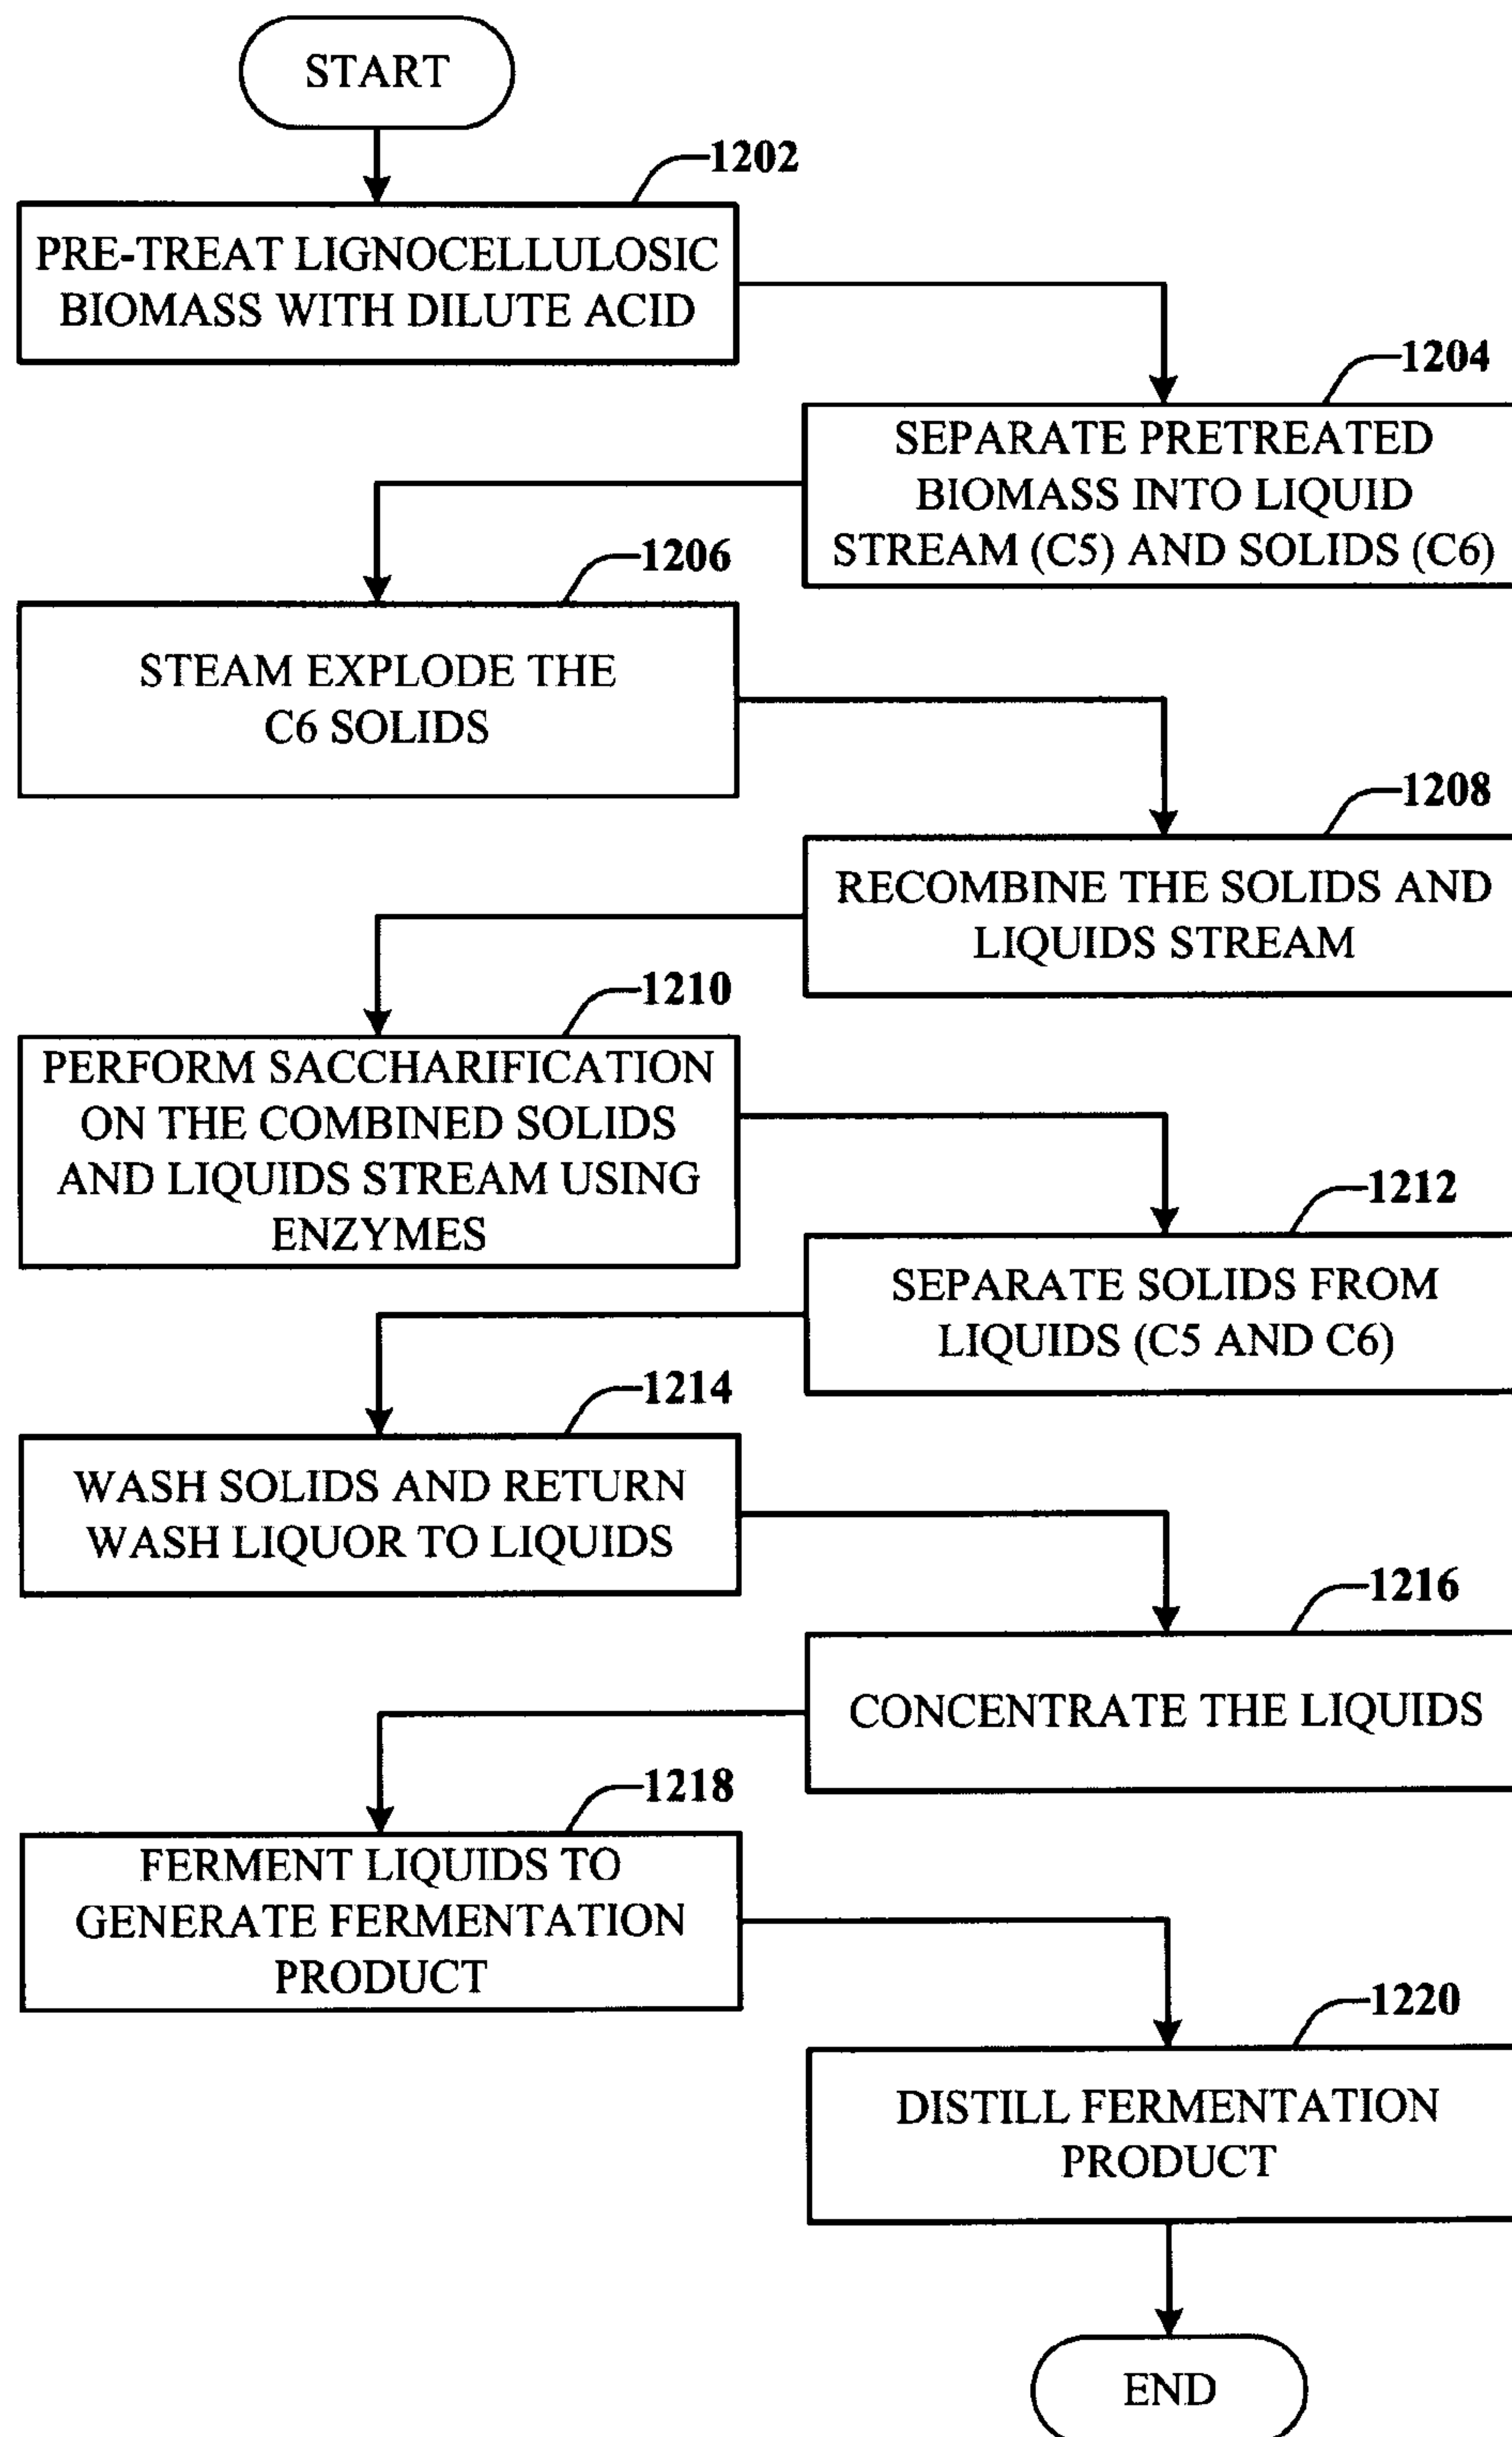 START
1202
PRE-TREAT LIGNOCELLULOSIC
BIOMASS WITH DILUTE ACID
1204
SEPARATE PRETREATED
BIOMASS INTO LIQUID
STREAM (C5) AND SOLIDS (C6)
1206
STEAM EXPLODE THE
C6 SOLIDS
1208
RECOMBINE THE SOLIDS AND
LIQUIDS STREAM
1210
PERFORM SACCHARIFICATION
ON THE COMBINED SOLIDS
AND LIQUIDS STREAM USING
ENZYMES
1212
SEPARATE SOLIDS FROM
LIQUIDS (C5 AND C6)
1214
WASH SOLIDS AND RETURN
WASH LIQUOR TO LIQUIDS
1216
CONCENTRATE THE LIQUIDS
1218
FERMENT LIQUIDS TO
GENERATE FERMENTATION
PRODUCT
1220
DISTILL FERMENTATION
PRODUCT
END